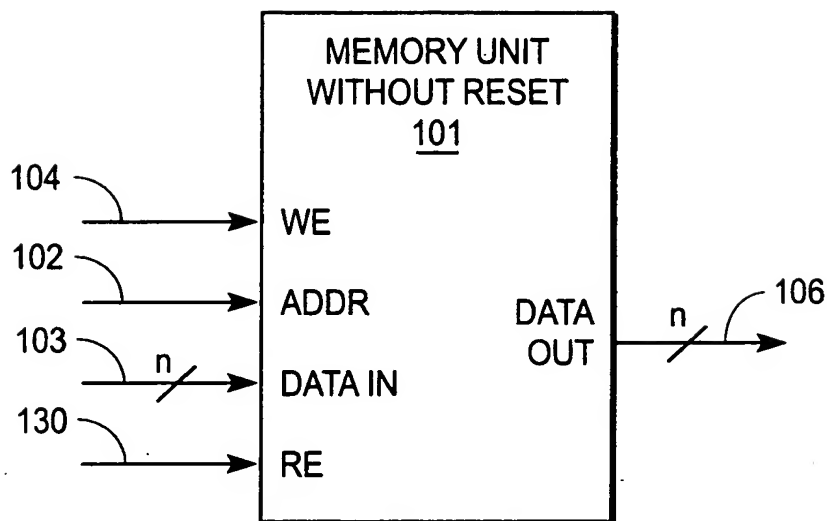 MEMORY UNIT
WITHOUT RESET
101
104
WE
102
ADDR
103
n
DATA IN
130
RE
DATA
OUT
n
106